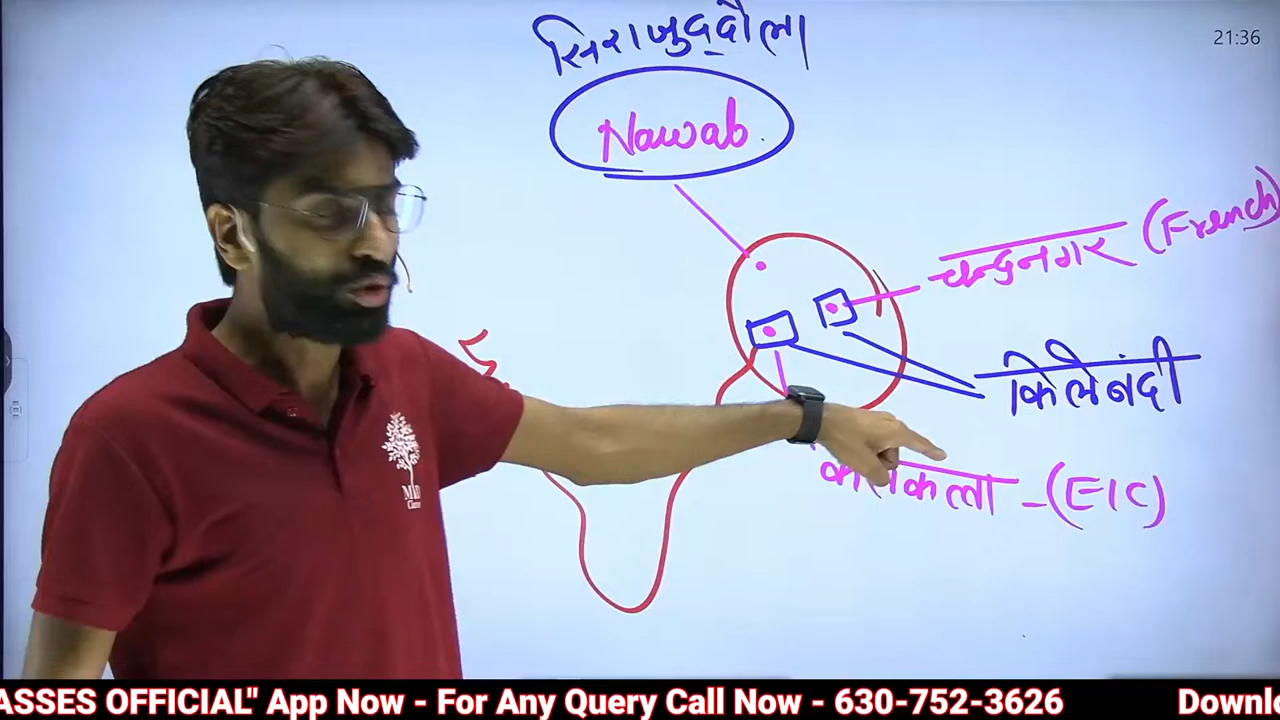 सिराजुद्दौला
21:36
Nawab
चन्द्रनगर (French)
किलेबंदी
कलकत्ता - (EIC)
ASSES OFFICIAL" App Now - For Any Query Call Now - 630-752-3626 Downlo